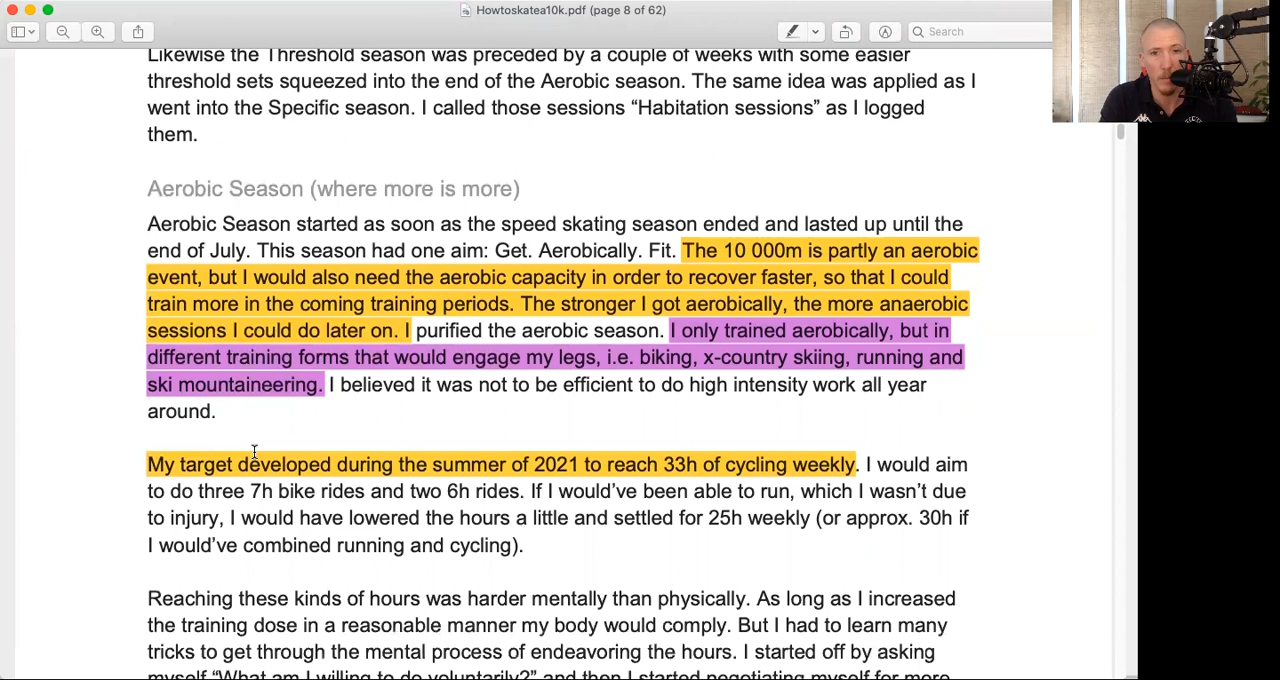 Howtoskatea10k.pdf (page 8 of 62)
Search
Likewise the Threshold season was preceded by a couple of weeks with some easier
threshold sets squeezed into the end of the Aerobic season. The same idea was applied as I
went into the Specific season. I called those sessions “Habitation sessions” as I logged
them.
Aerobic Season (where more is more)
Aerobic Season started as soon as the speed skating season ended and lasted up until the
end of July. This season had one aim: Get. Aerobically. Fit. The 10 000m is partly an aerobic
event, but I would also need the aerobic capacity in order to recover faster, so that I could
train more in the coming training periods. The stronger I got aerobically, the more anaerobic
sessions I could do later on. I purified the aerobic season. I only trained aerobically, but in
different training forms that would engage my legs, i.e. biking, x-country skiing, running and
ski mountaineering. I believed it was not to be efficient to do high intensity work all year
around.
My target developed during the summer of 2021 to reach 33h of cycling weekly. I would aim
to do three 7h bike rides and two 6h rides. If I would’ve been able to run, which I wasn’t due
to injury, I would have lowered the hours a little and settled for 25h weekly (or approx. 30h if
I would’ve combined running and cycling).
Reaching these kinds of hours was harder mentally than physically. As long as I increased
the training dose in a reasonable manner my body would comply. But I had to learn many
tricks to get through the mental process of endeavoring the hours. I started off by asking
myself “What am I willing to do voluntarily?” and then I started negotiating myself for more